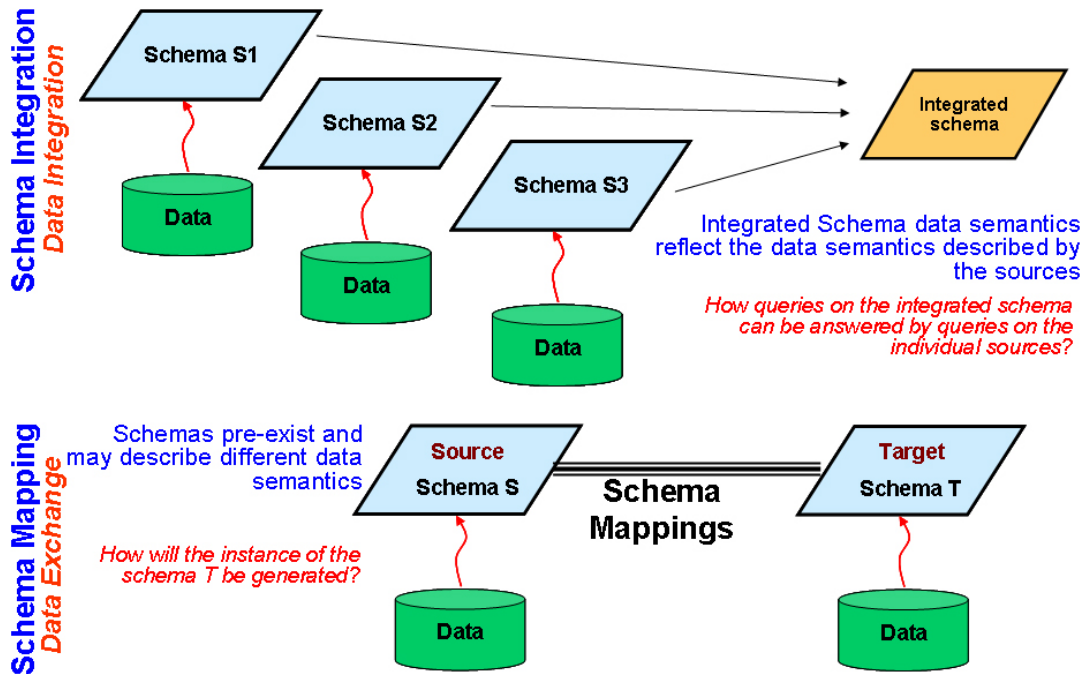 Schema Integration
Data Integration
Schema S1
Schema S2
Schema S3
Integrated
schema
Data
Data
Data
Integrated Schema data semantics
reflect the data semantics described by
the sources
How queries on the integrated schema
can be answered by queries on the
individual sources?
Schema Mapping
Data Exchange
Schemas pre-exist and
may describe different data
semantics
Source
Schema S
Schema
Mappings
Target
Schema T
How will the instance of the
schema T be generated?
Data
Data